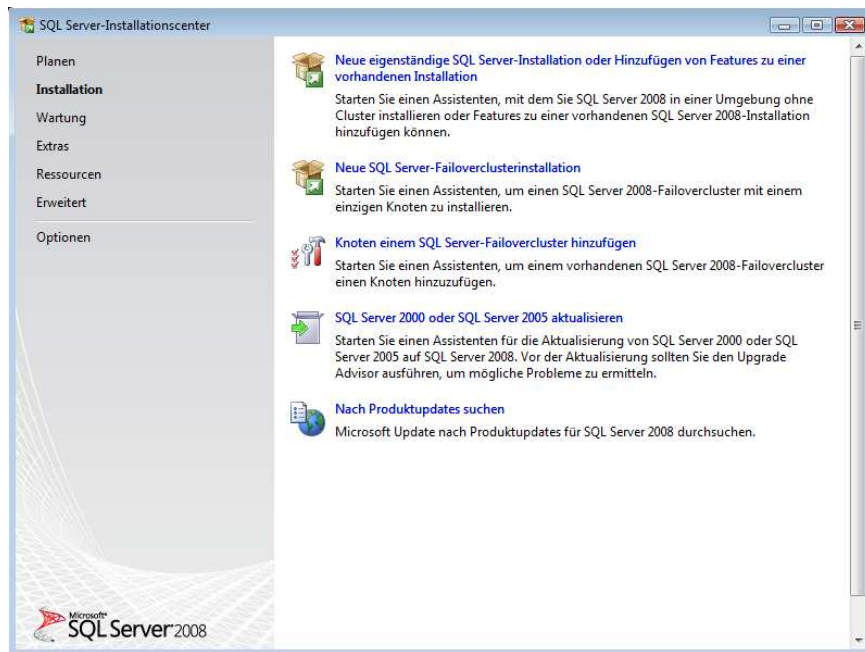 SQL Server-Installationscenter
Planen
Installation
Wartung
Extras
Ressourcen
Erweitert
Optionen
Neue eigenständige SQL Server-Installation oder Hinzufügen von Features zu einer
vorhandenen Installation
Starten Sie einen Assistenten, mit dem Sie SQL Server 2008 in einer Umgebung ohne
Cluster installieren oder Features zu einer vorhandenen SQL Server 2008-Installation
hinzufügen können.
Neue SQL Server-Failoverclusterinstallation
Starten Sie einen Assistenten, um einen SQL Server 2008-Failovercluster mit einem
einzigen Knoten zu installieren.
Knoten einem SQL Server-Failovercluster hinzufügen
Starten Sie einen Assistenten, um einem vorhandenen SQL Server 2008-Failovercluster
einen Knoten hinzuzufügen.
SQL Server 2000 oder SQL Server 2005 aktualisieren
Starten Sie einen Assistenten für die Aktualisierung von SQL Server 2000 oder SQL
Server 2005 auf SQL Server 2008. Vor der Aktualisierung sollten Sie den Upgrade
Advisor ausführen, um mögliche Probleme zu ermitteln.
Nach Produktupdates suchen
Microsoft Update nach Produktupdates für SQL Server 2008 durchsuchen.
Microsoft®
SQL Server® 2008